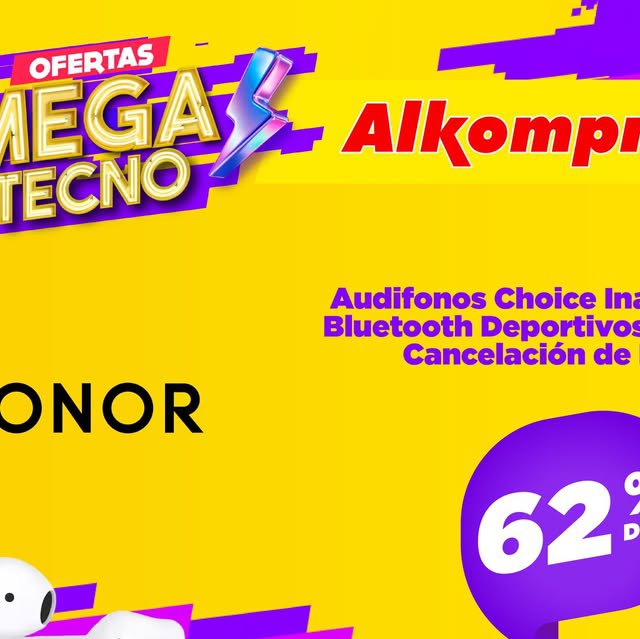 OFERTAS
MEGA
TECNO
Alkompr
Audifonos Choice Ina
Bluetooth Deportivos
Cancelación de
ONOR
62%
D